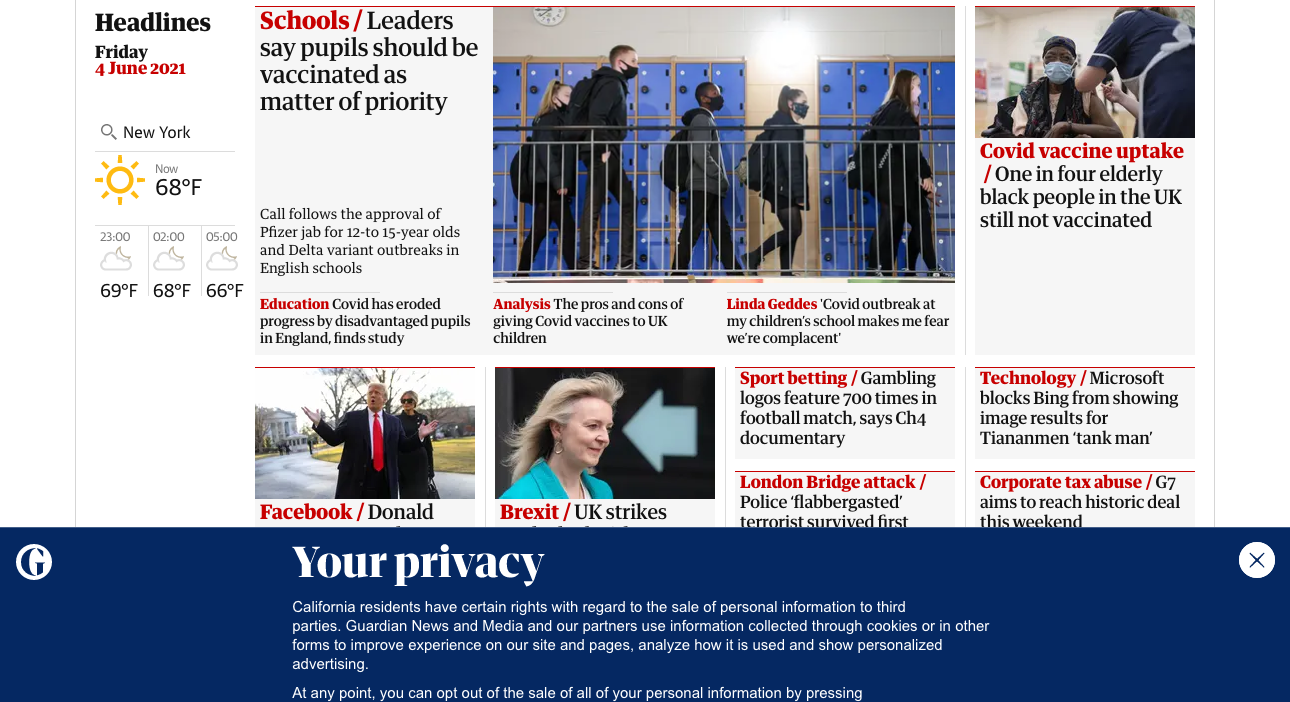 Headlines
Friday
4 June 2021
New York
Now
68°F
23:00
02:00
05:00
69°F
68°F
66°F
Schools / Leaders
say pupils should be
vaccinated as
matter of priority
Call follows the approval of
Pfizer jab for 12-to 15-year olds
and Delta variant outbreaks in
English schools
Education Covid has eroded
progress by disadvantaged pupils
in England, finds study
Analysis The pros and cons of
giving Covid vaccines to UK
children
Linda Geddes 'Covid outbreak at
my children's school makes me fear
we're complacent'
Covid vaccine uptake
/ One in four elderly
black people in the UK
still not vaccinated
Facebook / Donald
Brexit / UK strikes
Sport betting / Gambling
logos feature 700 times in
football match, says Ch4
documentary
London Bridge attack /
Police ‘flabbergasted’
terrorist survived first
Technology / Microsoft
blocks Bing from showing
image results for
Tiananmen ‘tank man’
Corporate tax abuse / G7
aims to reach historic deal
this weekend
G
Your privacy
California residents have certain rights with regard to the sale of personal information to third
parties. Guardian News and Media and our partners use information collected through cookies or in other
forms to improve experience on our site and pages, analyze how it is used and show personalized
advertising.
At any point, you can opt out of the sale of all of your personal information by pressing